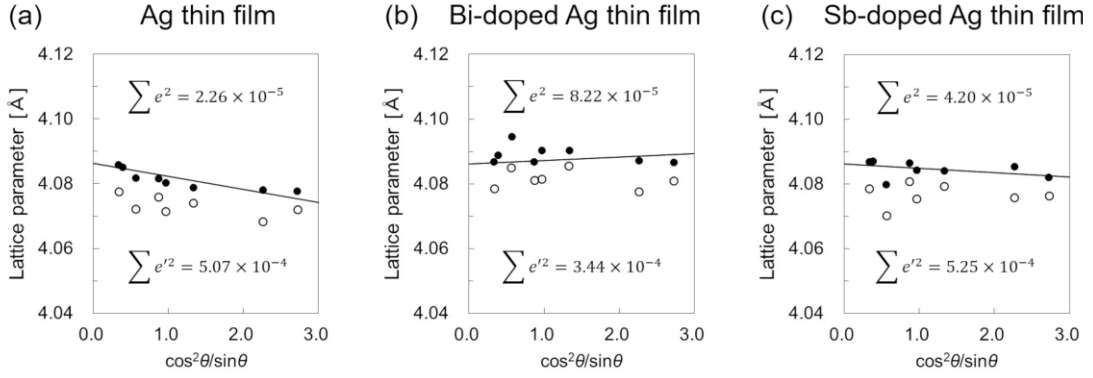 (a) Ag thin film
Lattice parameter [Å]
4.12
4.10
4.08
4.06
4.04
∑ e² = 2.26 × 10⁻⁵
∑ e′² = 5.07 × 10⁻⁴
0.0 1.0 2.0 3.0
cos²θ/sinθ
(b) Bi-doped Ag thin film
Lattice parameter [Å]
4.12
4.10
4.08
4.06
4.04
∑ e² = 8.22 × 10⁻⁵
∑ e′² = 3.44 × 10⁻⁴
0.0 1.0 2.0 3.0
cos²θ/sinθ
(c) Sb-doped Ag thin film
Lattice parameter [Å]
4.12
4.10
4.08
4.06
4.04
∑ e² = 4.20 × 10⁻⁵
∑ e′² = 5.25 × 10⁻⁴
0.0 1.0 2.0 3.0
cos²θ/sinθ